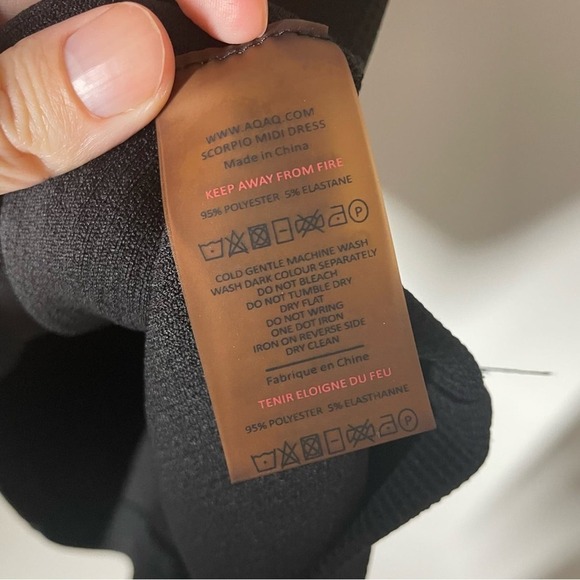 WWW.AQAQ.COM
SCORPIO MIDI DRESS
Made in China
KEEP AWAY FROM FIRE
95% POLYESTER 5% ELASTANE
COLD GENTLE MACHINE WASH
WASH DARK COLOUR SEPARATELY
DO NOT BLEACH
DO NOT TUMBLE DRY
DRY FLAT
DO NOT WRING
ONE DOT IRON
IRON ON REVERSE SIDE
DRY CLEAN
Fabrique en Chine
TENIR ELOIGNE DU FEU
95% POLYESTER 5% ELASTHANNE